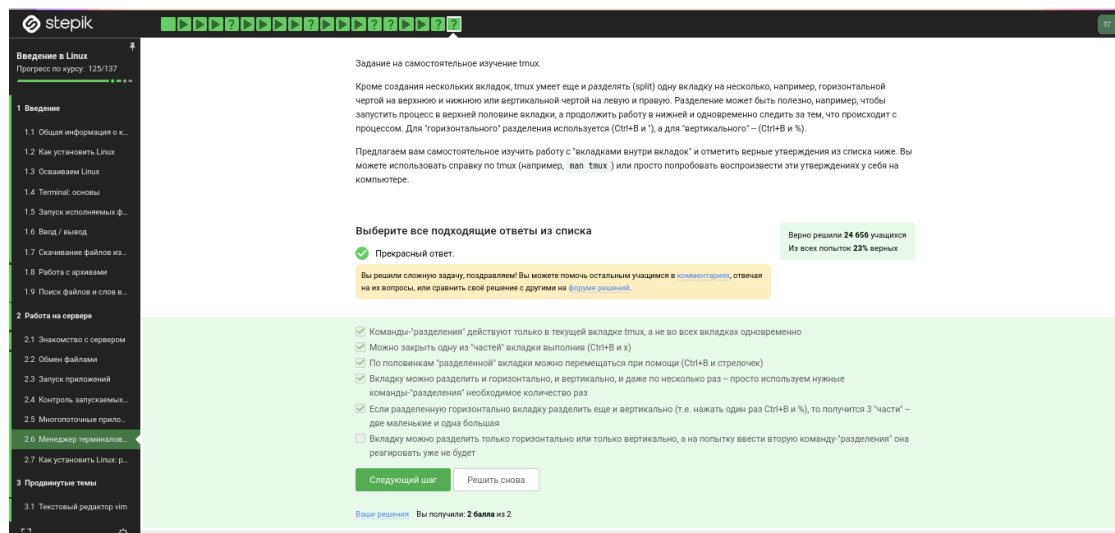 stepik
? ? ? ? ? ?
ТГ
Введение в Linux
Прогресс по курсу: 125/137
1 Введение
1.1 Общая информация о к...
1.2 Как установить Linux
1.3 Осваиваем Linux
1.4 Terminal: основы
1.5 Запуск исполняемых ф...
1.6 Ввод / вывод
1.7 Скачивание файлов из...
1.8 Работа с архивами
1.9 Поиск файлов и слов в...
2 Работа на сервере
2.1 Знакомство с сервером
2.2 Обмен файлами
2.3 Запуск приложений
2.4 Контроль запускаемых...
2.5 Многопоточные прило...
2.6 Менеджер терминалов...
2.7 Как установить Linux: р...
3 Продвинутые темы
3.1 Текстовый редактор vim
Задание на самостоятельное изучение tmux.
Кроме создания нескольких вкладок, tmux умеет еще и разделять (split) одну вкладку на несколько, например, горизонтальной
чертой на верхнюю и нижнюю или вертикальной чертой на левую и правую. Разделение может быть полезно, например, чтобы
запустить процесс в верхней половине вкладки, а продолжить работу в нижней и одновременно следить за тем, что происходит с
процессом. Для "горизонтального" разделения используется (Ctrl+B и "), а для "вертикального" – (Ctrl+B и %).
Предлагаем вам самостоятельное изучить работу с "вкладками внутри вкладок" и отметить верные утверждения из списка ниже. Вы
можете использовать справку по tmux (например, man tmux ) или просто попробовать воспроизвести эти утверждениях у себя на
компьютере.
Выберите все подходящие ответы из списка
Верно решили 24 656 учащихся
Из всех попыток 23% верных
Прекрасный ответ.
Вы решили сложную задачу, поздравляем! Вы можете помочь остальным учащимся в комментариях, отвечая
на их вопросы, или сравнить своё решение с другими на форуме решений.
Команды-"разделения" действуют только в текущей вкладке tmux, а не во всех вкладках одновременно
Можно закрыть одну из "частей" вкладки выполнив (Ctrl+B и x)
По половинкам "разделенной" вкладки можно перемещаться при помощи (Ctrl+B и стрелочек)
Вкладку можно разделить и горизонтально, и вертикально, и даже по несколько раз – просто используем нужные
команды-"разделения" необходимое количество раз
Если разделенную горизонтально вкладку разделить еще и вертикально (т.е. нажать один раз Ctrl+B и %), то получится 3 "части" –
две маленькие и одна большая
Вкладку можно разделить только горизонтально или только вертикально, а на попытку ввести вторую команду-"разделения" она
реагировать уже не будет
Следующий шаг
Решить снова
Ваши решения Вы получили: 2 балла из 2